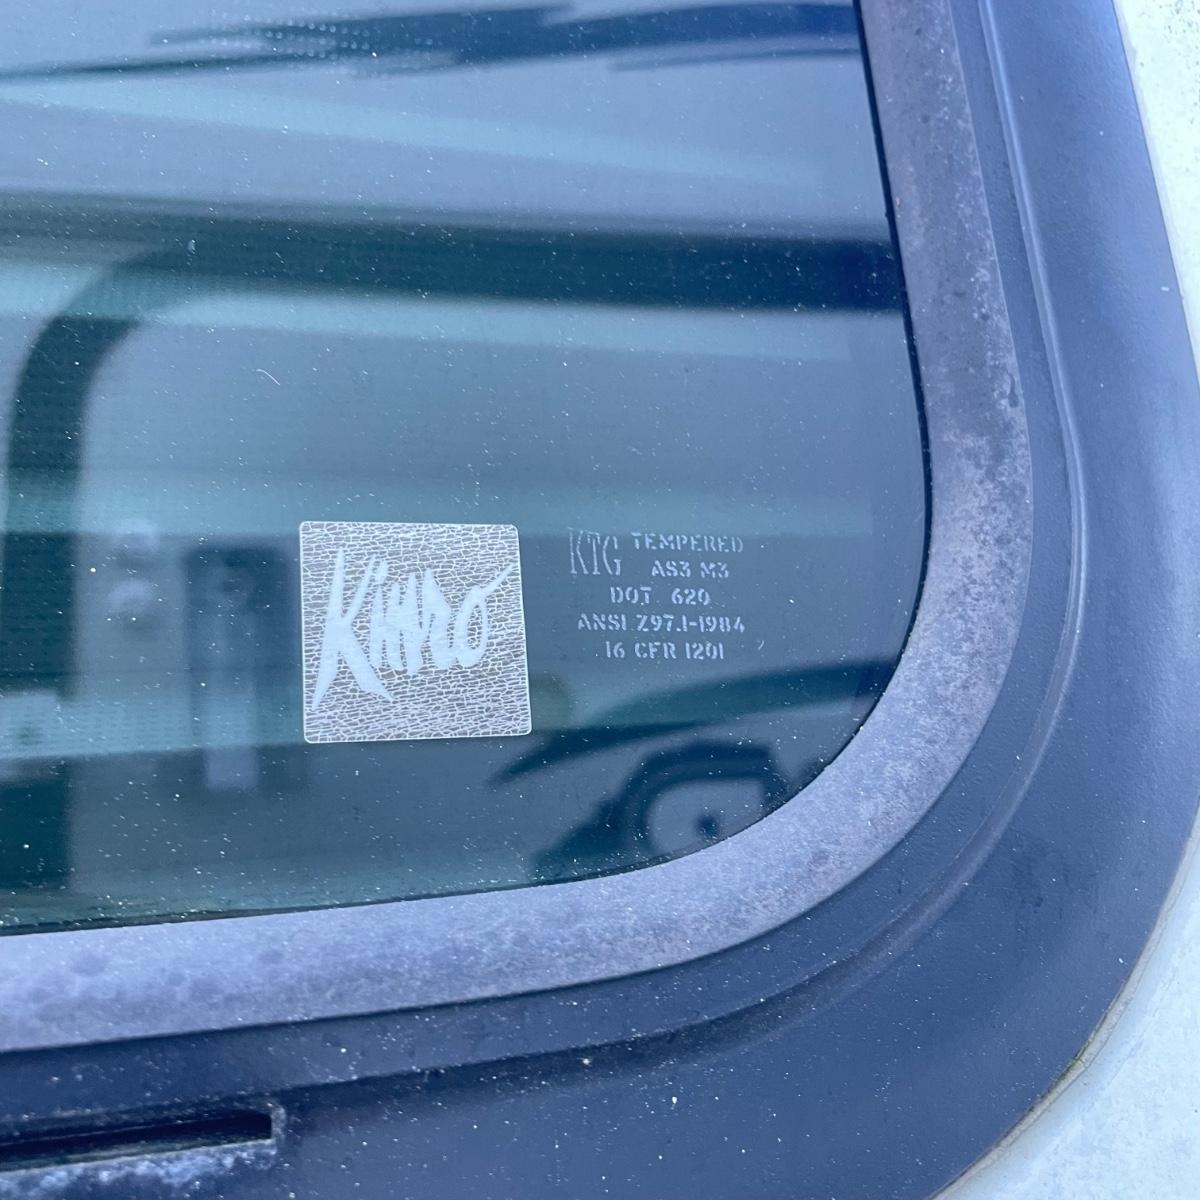 Kinro
KTG TEMPERED
AS3 M3
DOT 620
ANSI Z97.1-1984
16 CFR 1201